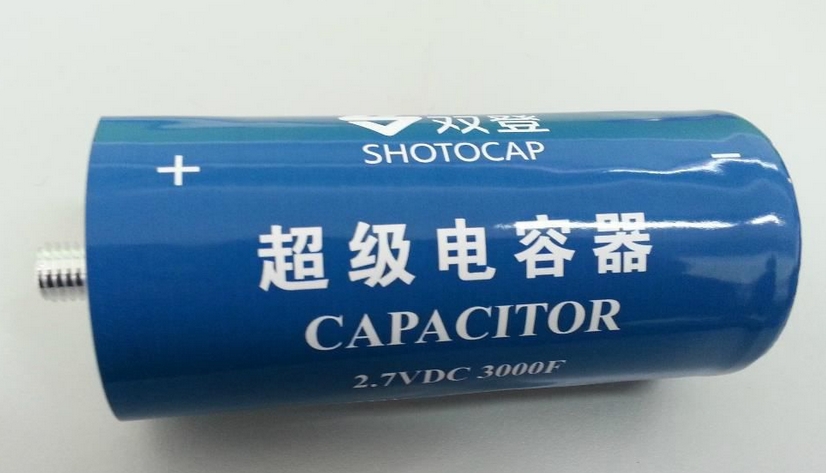 双登
SHOTOCAP
+ −
超级电容器
CAPACITOR
2.7VDC 3000F